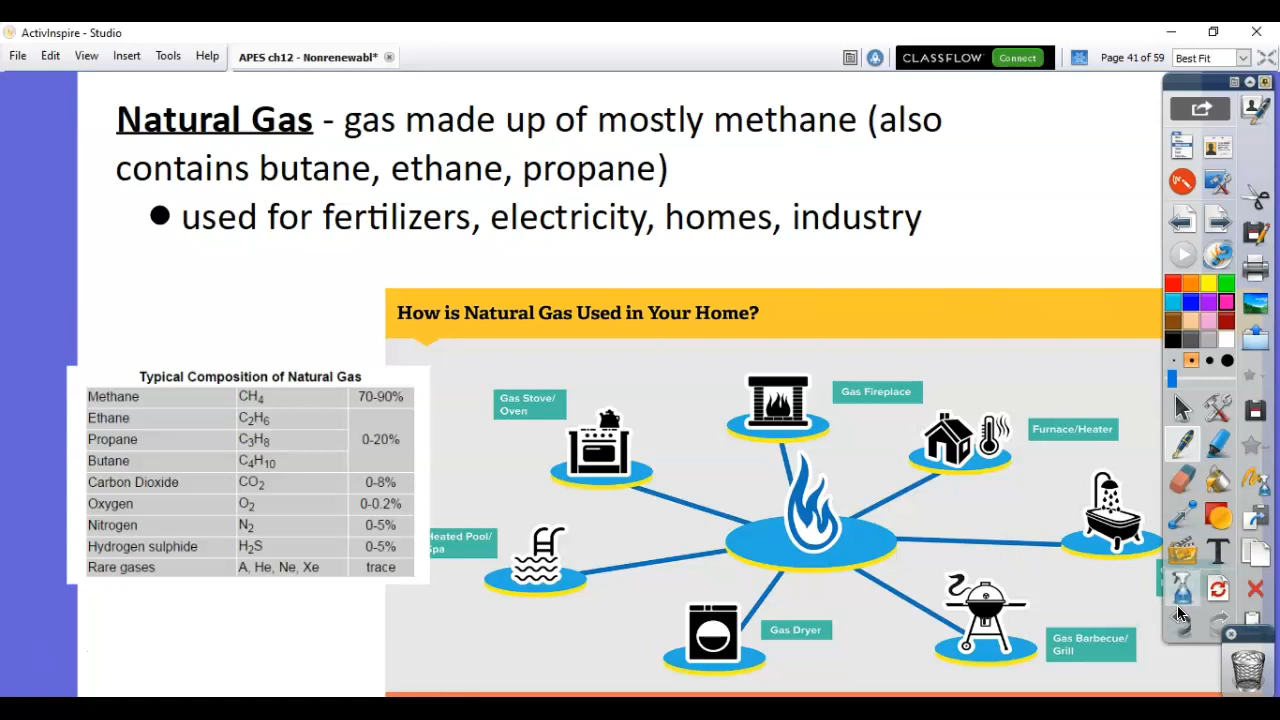 ActivInspire - Studio
File Edit View Insert Tools Help
APES ch12 - Nonrenewabl*
CLASSFLOW Connect
Page 41 of 59
Best Fit
Natural Gas - gas made up of mostly methane (also
contains butane, ethane, propane)
● used for fertilizers, electricity, homes, industry
How is Natural Gas Used in Your Home?
Typical Composition of Natural Gas
Methane CH4 70-90%
Ethane C2H6
Propane C3H8 0-20%
Butane C4H10
Carbon Dioxide CO2 0-8%
Oxygen O2 0-0.2%
Nitrogen N2 0-5%
Hydrogen sulphide H2S 0-5%
Rare gases A, He, Ne, Xe trace
Gas Stove/
Oven
Gas Fireplace
Furnace/Heater
Heated Pool/
Spa
Gas Dryer
Gas Barbecue/
Grill